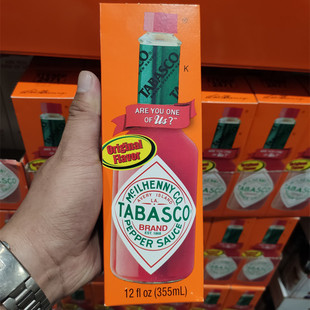 TABASCO
K
ARE YOU ONE
of Us?
Original
Flavor
McILHENNY CO.
AVERY ISLAND
LA.
TABASCO
BRAND
EST. 1868
PEPPER SAUCE
12 fl oz (355mL)